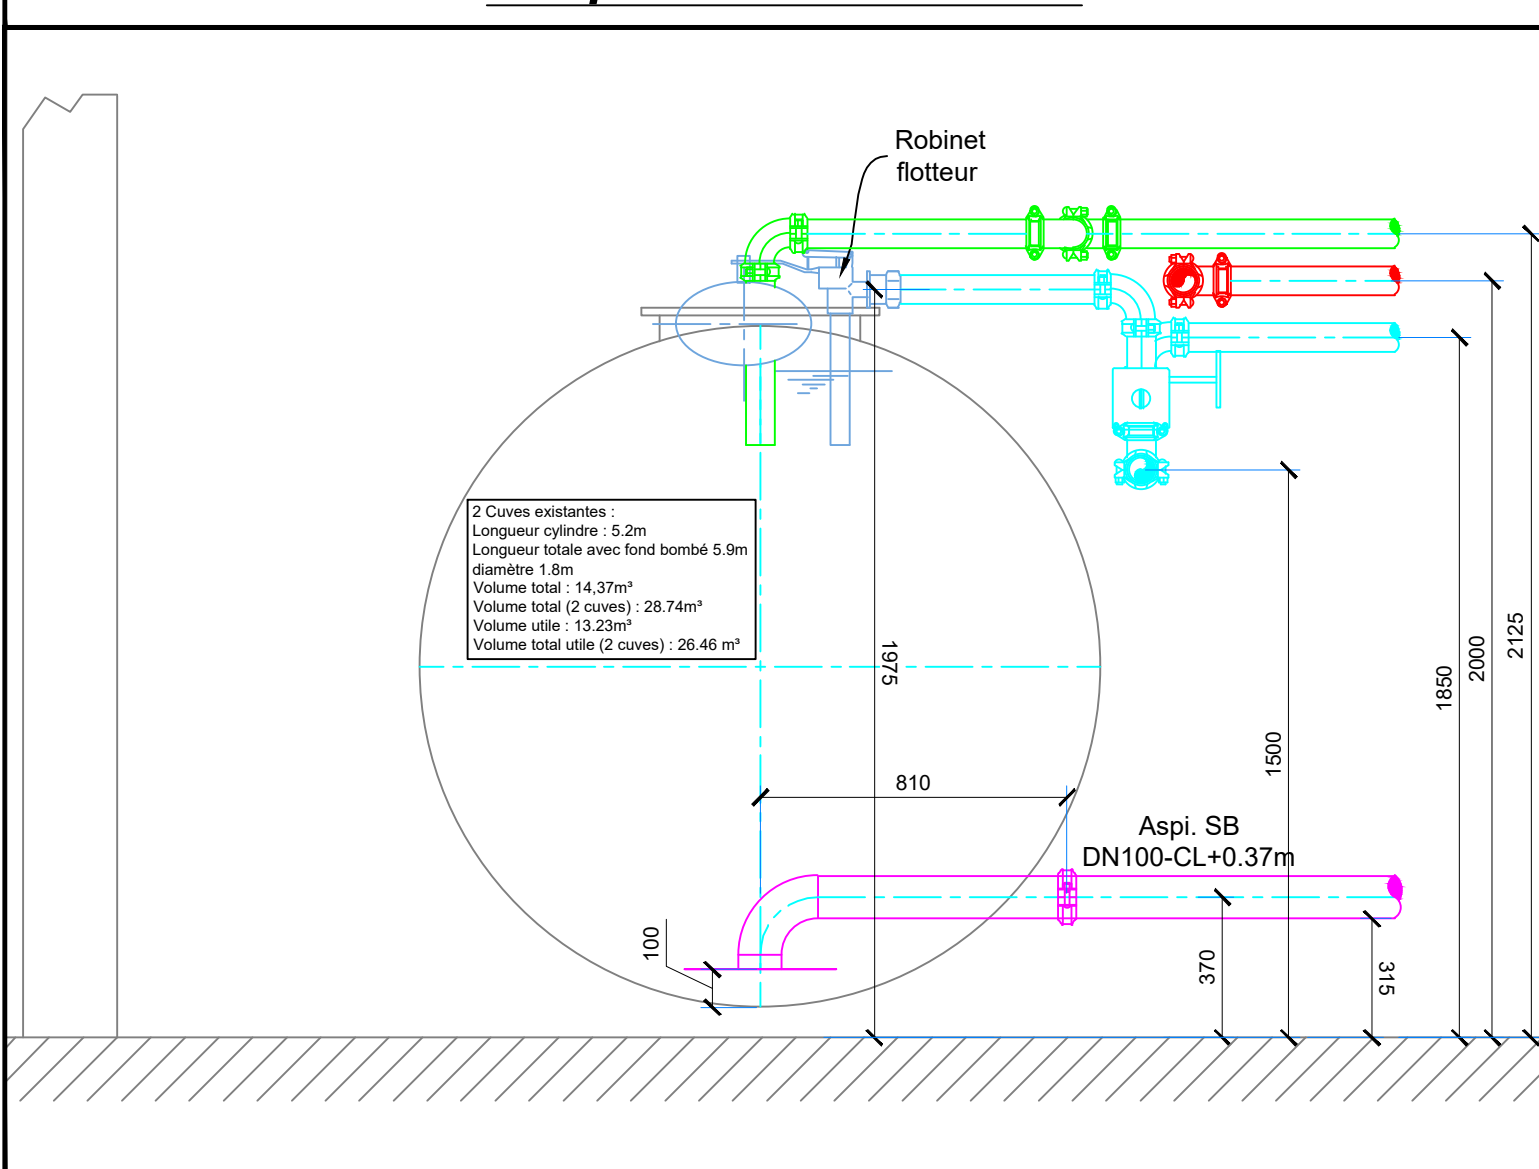 Robinet
flotteur
2 Cuves existantes :
Longueur cylindre : 5.2m
Longueur totale avec fond bombé 5.9m
diamètre 1.8m
Volume total : 14,37m³
Volume total (2 cuves) : 28.74m³
Volume utile : 13.23m³
Volume total utile (2 cuves) : 26.46 m³
1975
2125
2000
1850
1500
810
Aspi. SB
DN100-CL+0.37m
100
370
315